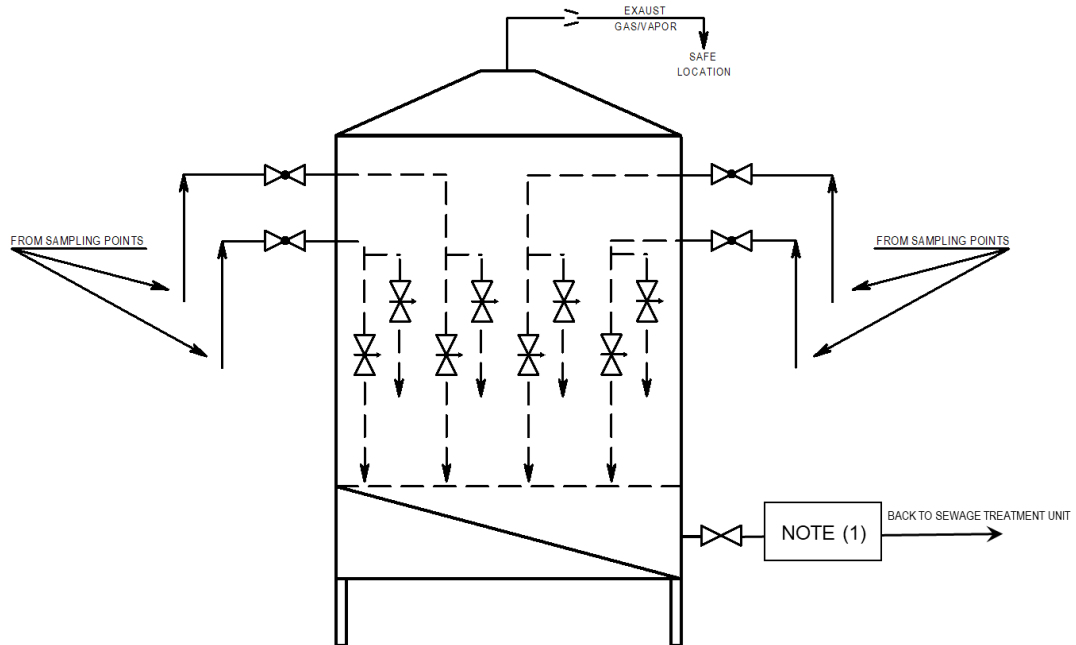 EXAUST
GAS/VAPOR
SAFE
LOCATION
FROM SAMPLING POINTS
FROM SAMPLING POINTS
NOTE (1)
BACK TO SEWAGE TREATMENT UNIT